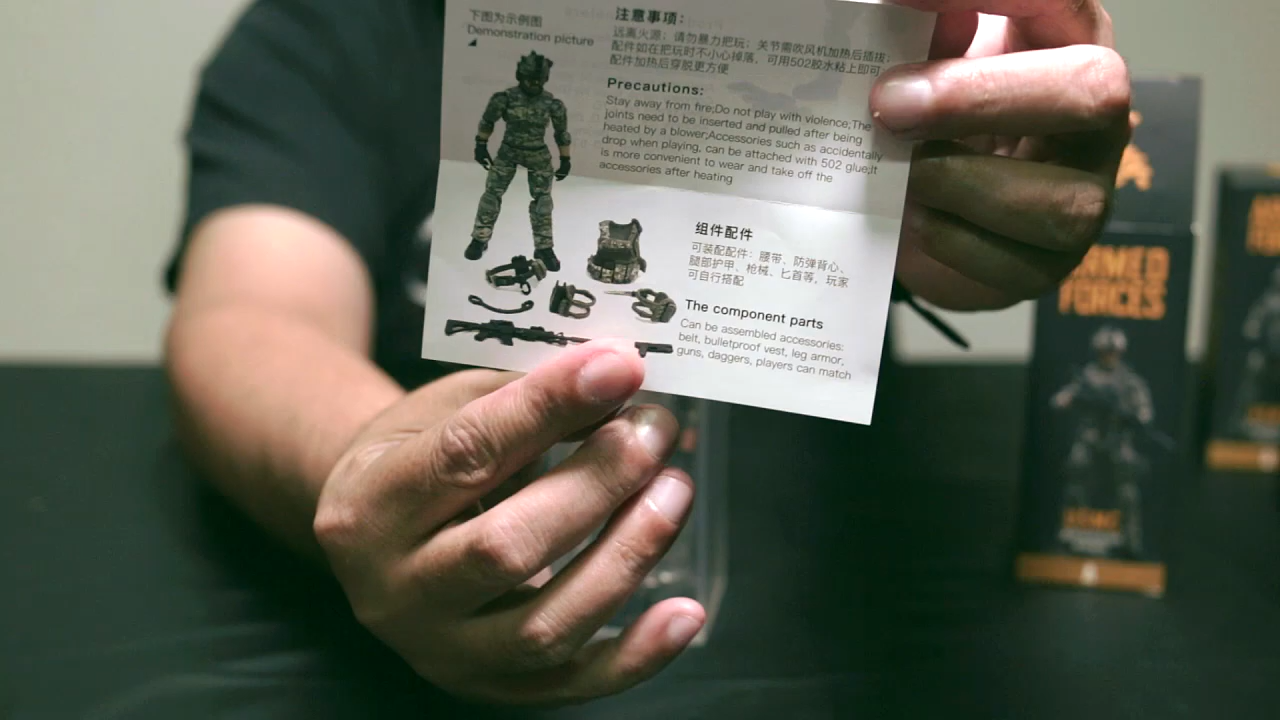 下图为示例图
Demonstration picture
注意事项：
远离火源；请勿暴力把玩；关节需吹风机加热后插拔；
配件如在把玩时不小心掉落，可用502胶水粘上即可
配件加热后穿脱更方便
Precautions:
Stay away from fire;Do not play with violence;The
joints need to be inserted and pulled after being
heated by a blower;Accessories such as accidentally
drop when playing, can be attached with 502 glue;It
is more convenient to wear and take off the
accessories after heating
组件配件
可装配配件：腰带、防弹背心、
腿部护甲、枪械、匕首等，玩家
可自行搭配
The component parts
Can be assembled accessories:
belt, bulletproof vest, leg armor,
guns, daggers, players can match
ARMED
FORCES